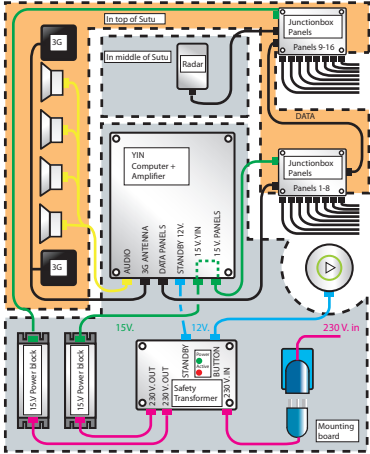 In top of Sutu
3G
Junctionbox
Panels
Panels 9-16
In middle of Sutu
Radar
DATA
YIN
Computer +
Amplifier
Junctionbox
Panels
Panels 1-8
AUDIO
3G ANTENNA
DATA PANELS
STANDBY 12V.
15 V. YIN
15 V. PANELS
3G
15V.
12V.
230 V. in
15.V Power block
15.V Power block
230 V. OUT
230 V. OUT
STANDBY
Power
Active
BUTTON
230 V. IN
Safety
Transformer
Mounting
board